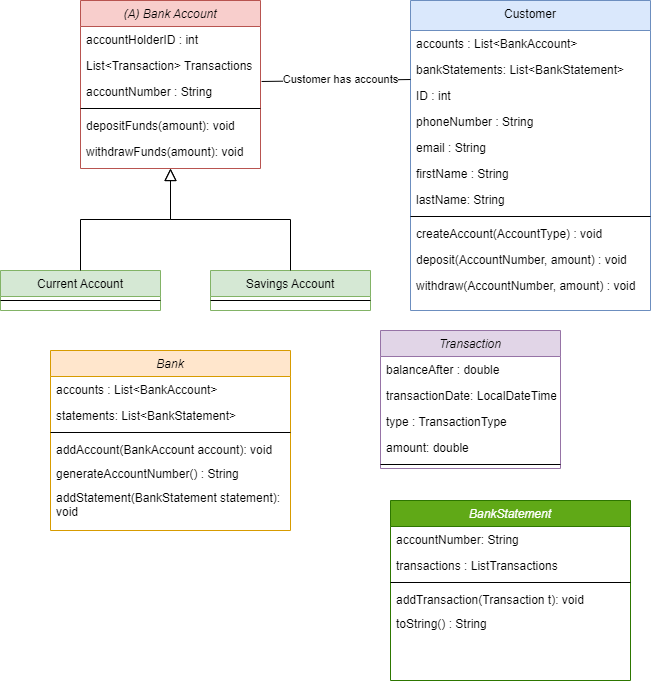 (A) Bank Account
accountHolderID : int
List<Transaction> Transactions
accountNumber : String
depositFunds(amount): void
withdrawFunds(amount): void
Customer has accounts
Customer
accounts : List<BankAccount>
bankStatements: List<BankStatement>
ID : int
phoneNumber : String
email : String
firstName : String
lastName: String
createAccount(AccountType) : void
deposit(AccountNumber, amount) : void
withdraw(AccountNumber, amount) : void
Current Account
Savings Account
Bank
accounts : List<BankAccount>
statements: List<BankStatement>
addAccount(BankAccount account): void
generateAccountNumber() : String
addStatement(BankStatement statement):
void
Transaction
balanceAfter : double
transactionDate: LocalDateTime
type : TransactionType
amount: double
BankStatement
accountNumber: String
transactions : ListTransactions
addTransaction(Transaction t): void
toString() : String